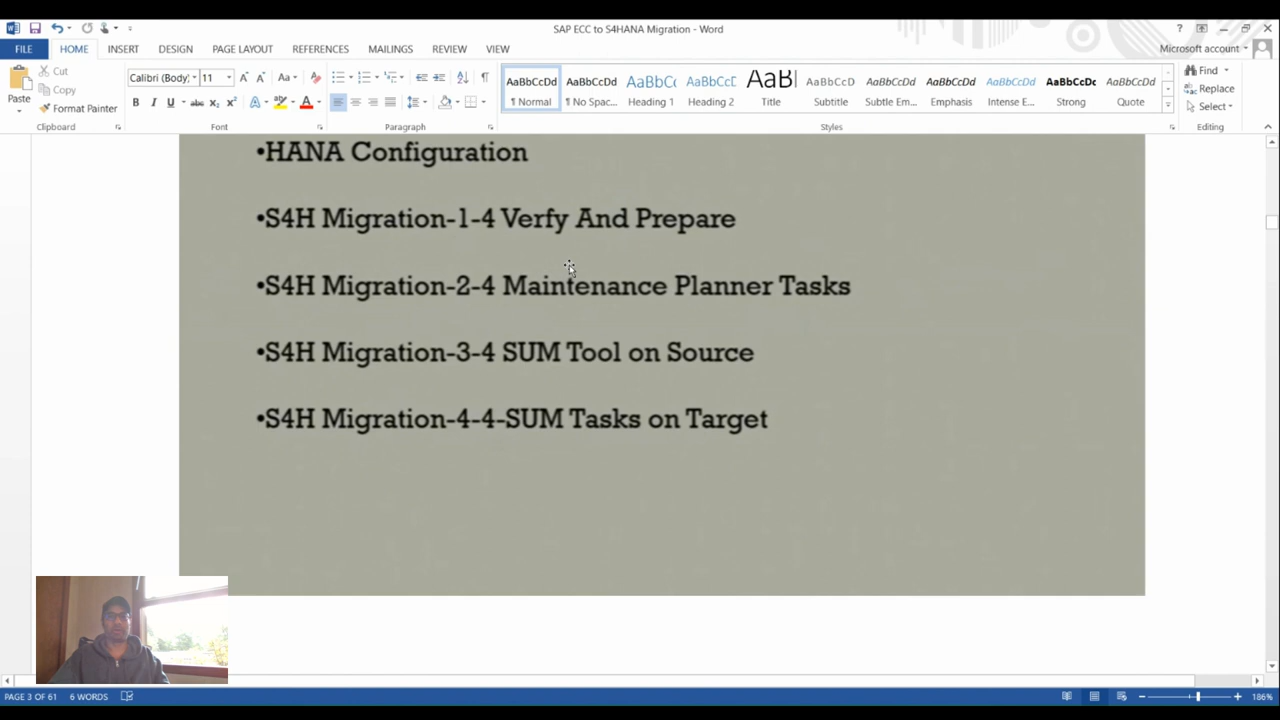 SAP ECC to S4HANA Migration - Word
?
FILE HOME INSERT DESIGN PAGE LAYOUT REFERENCES MAILINGS REVIEW VIEW Microsoft account
Cut
Copy
Format Painter
Paste
Clipboard
Calibri (Body) 11
Font
Paragraph
AaBbCcDd AaBbCcDd AaBbCc AaBbCcD AaB AaBbCcD AaBbCcDd AaBbCcDd AaBbCcDd AaBbCcDc AaBbCcDd
¶ Normal ¶ No Spac... Heading 1 Heading 2 Title Subtitle Subtle Em... Emphasis Intense E... Strong Quote
Styles
Find
Replace
Select
Editing
•HANA Configuration
•S4H Migration-1-4 Verfy And Prepare
•S4H Migration-2-4 Maintenance Planner Tasks
•S4H Migration-3-4 SUM Tool on Source
•S4H Migration-4-4-SUM Tasks on Target
PAGE 3 OF 61 6 WORDS 186%